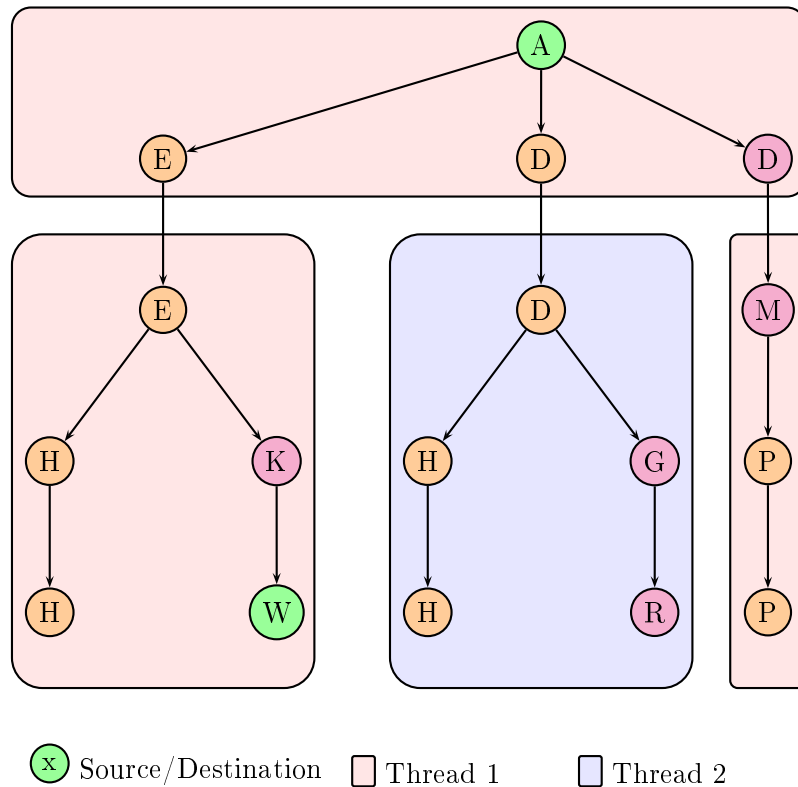 A
E D D
E D M
H K H G P
H W H R P
x Source/Destination Thread 1 Thread 2